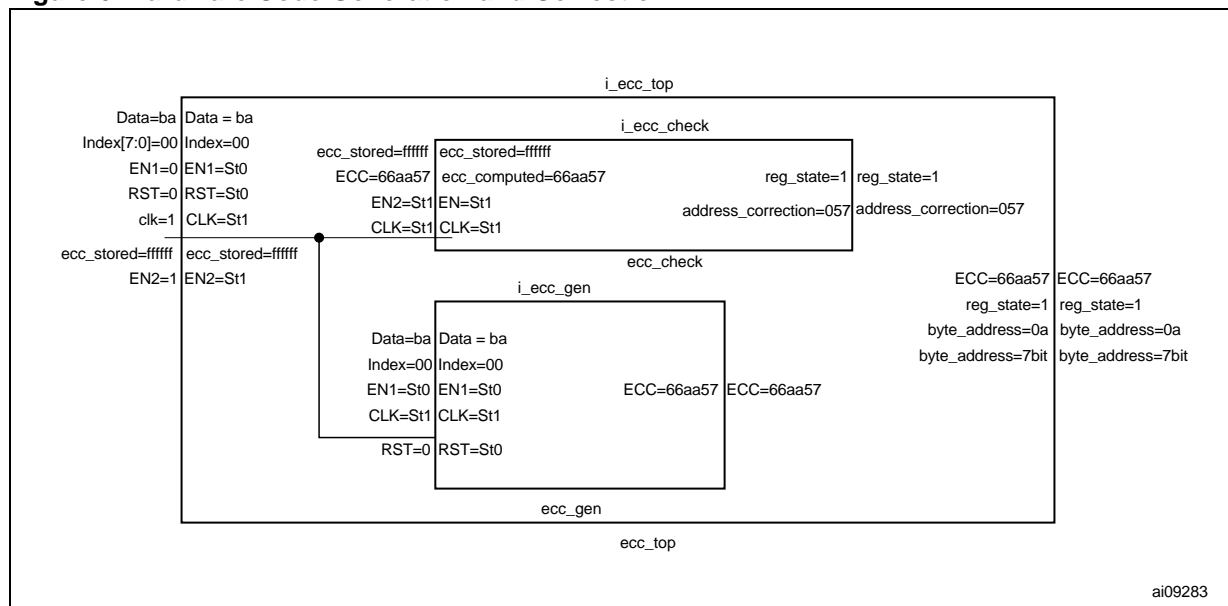 i_ecc_top
i_ecc_check
Data=ba Data = ba
Index[7:0]=00 Index=00
EN1=0 EN1=St0
RST=0 RST=St0
clk=1 CLK=St1
ecc_stored=ffffff ecc_stored=ffffff
EN2=1 EN2=St1
ecc_stored=ffffff ecc_stored=ffffff
ECC=66aa57 ecc_computed=66aa57
EN2=St1 EN=St1
CLK=St1 CLK=St1
reg_state=1 reg_state=1
address_correction=057 address_correction=057
ecc_check
i_ecc_gen
Data=ba Data = ba
Index=00 Index=00
EN1=St0 EN1=St0
CLK=St1 CLK=St1
RST=0 RST=St0
ECC=66aa57 ECC=66aa57
ecc_gen
ECC=66aa57 ECC=66aa57
reg_state=1 reg_state=1
byte_address=0a byte_address=0a
byte_address=7bit byte_address=7bit
ecc_top
ai09283